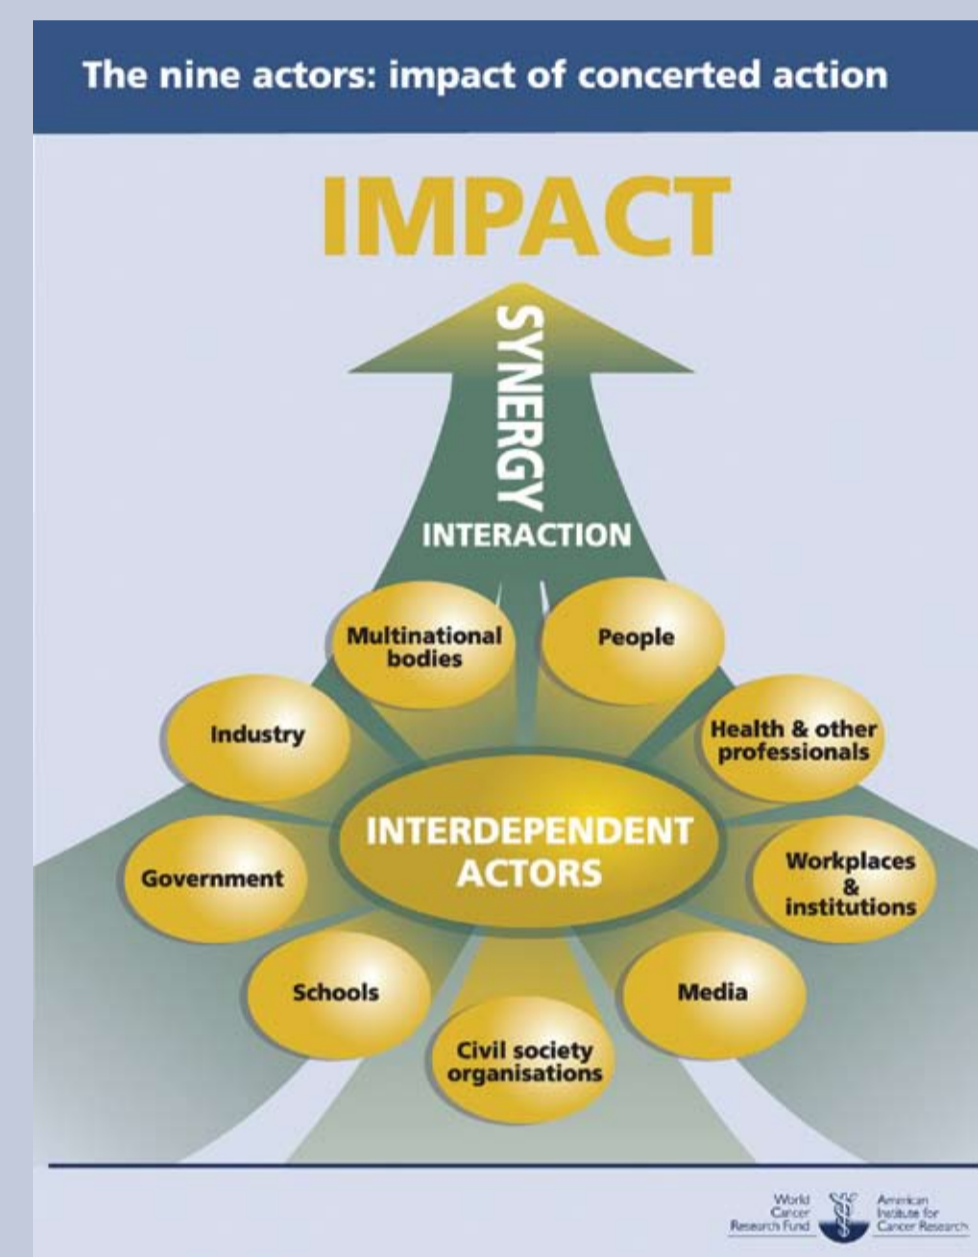 The nine actors: impact of concerted action
IMPACT
SYNERGY
INTERACTION
Multinational
bodies
People
Industry
Health & other
professionals
INTERDEPENDENT
ACTORS
Government
Workplaces
&
institutions
Schools
Media
Civil society
organisations
World
Cancer
Research Fund
American
Institute for
Cancer Research